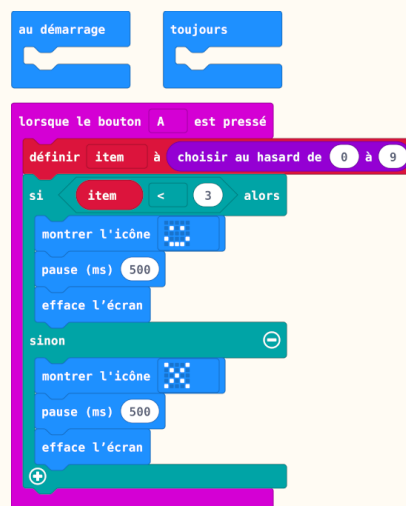 au démarrage
toujours
lorsque le bouton A est pressé
définir item à choisir au hasard de 0 à 9
si item < 3 alors
montrer l'icône
pause (ms) 500
efface l’écran
sinon
montrer l'icône
pause (ms) 500
efface l’écran